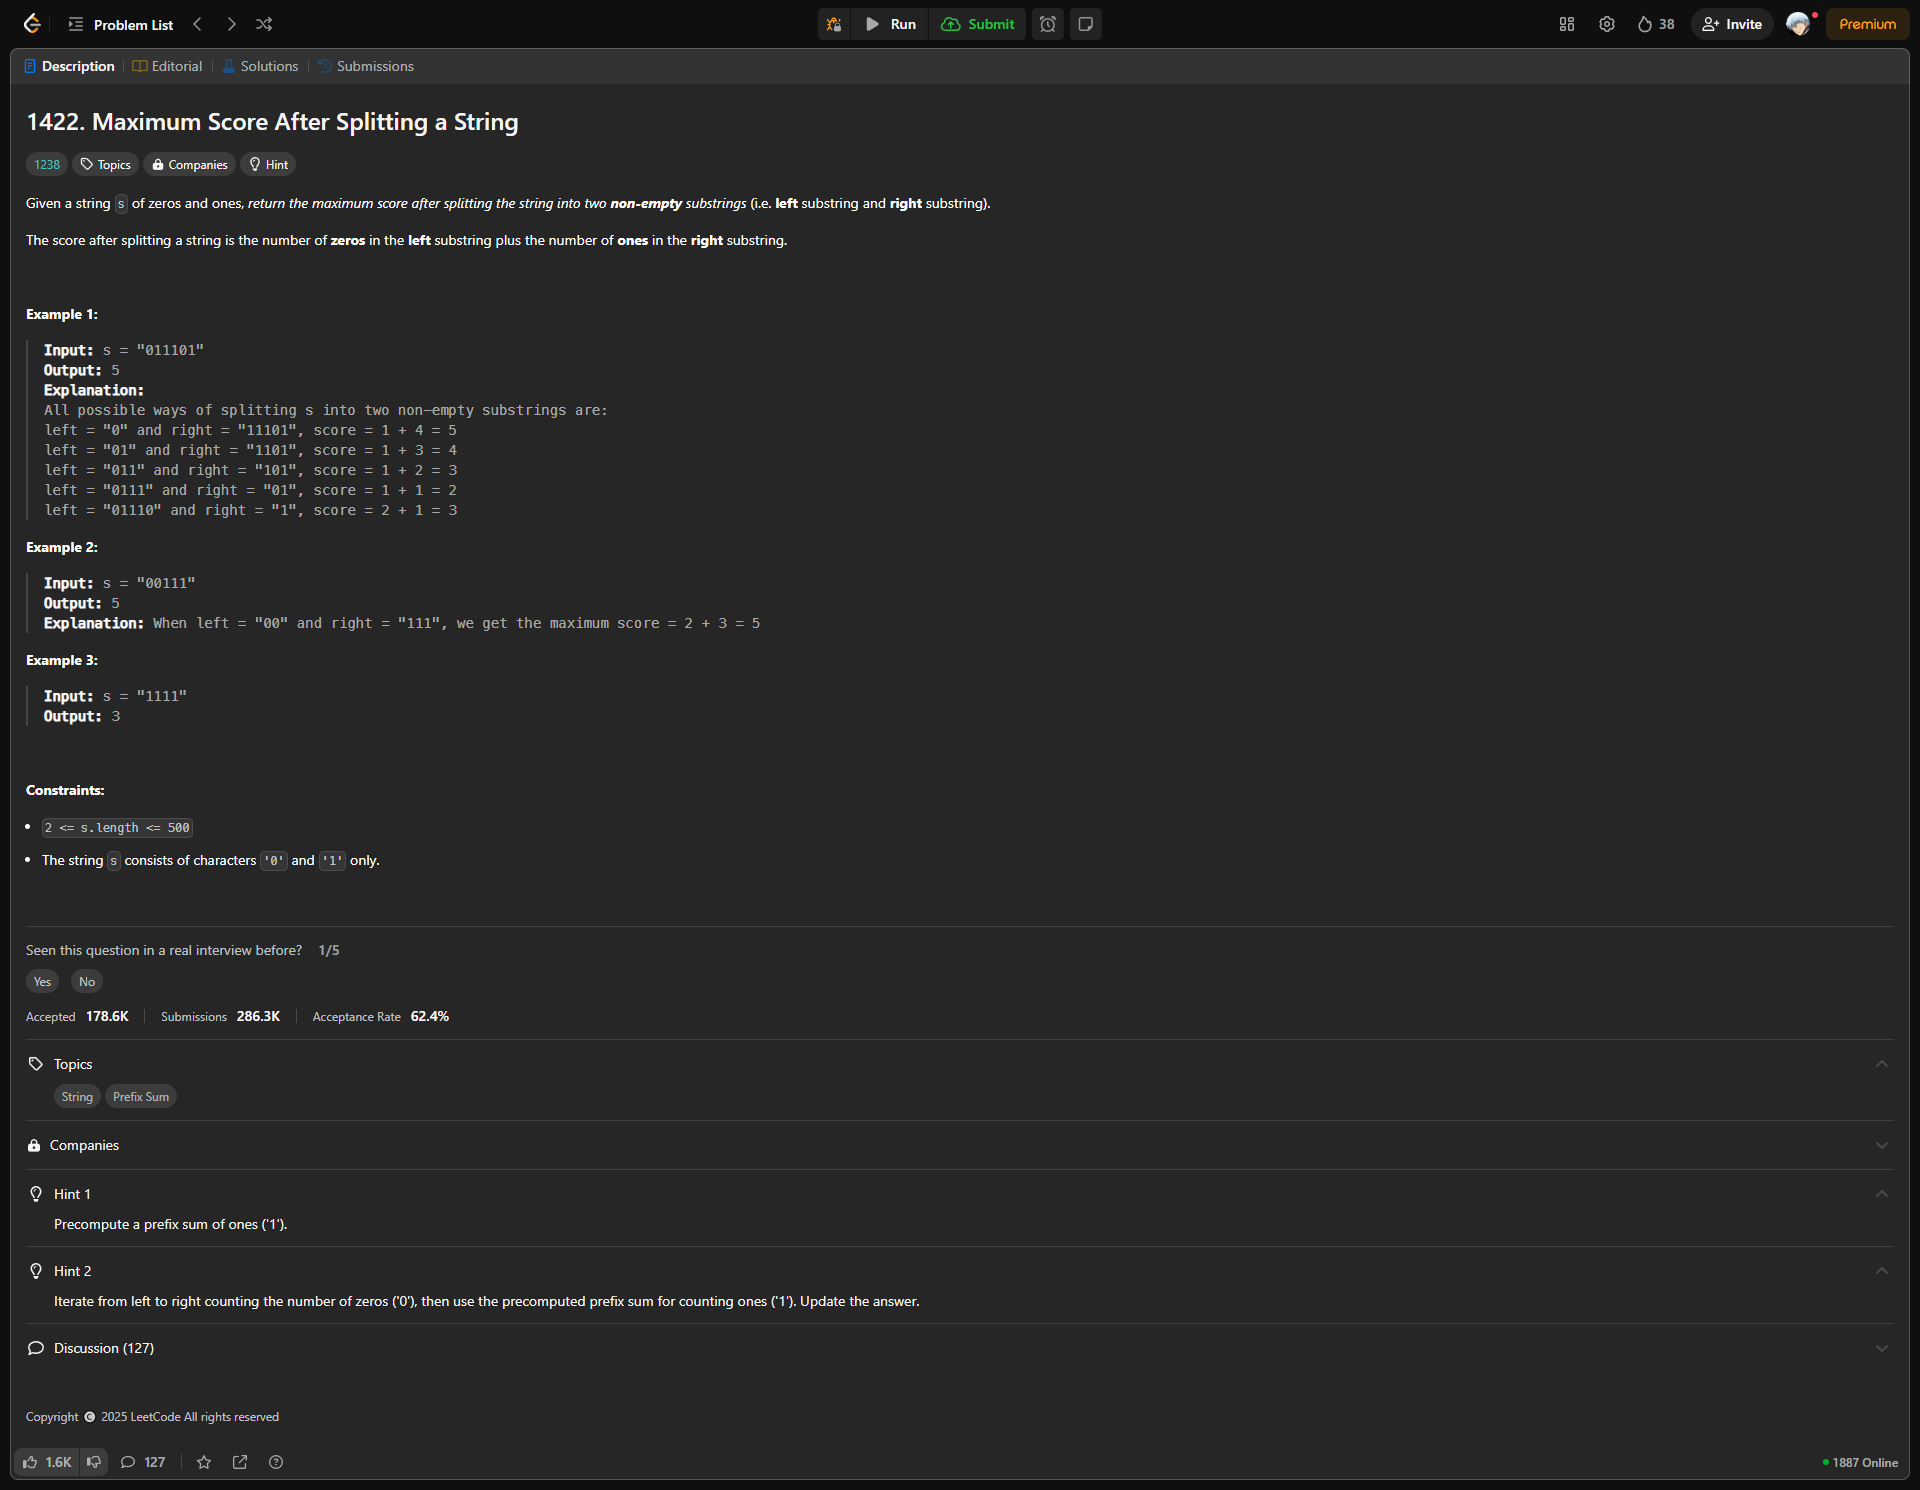 Problem List
Run
Submit
38
Invite
Premium
Description
Editorial
Solutions
Submissions
1422. Maximum Score After Splitting a String
1238
Topics
Companies
Hint
Given a string s of zeros and ones, return the maximum score after splitting the string into two non-empty substrings (i.e. left substring and right substring).
The score after splitting a string is the number of zeros in the left substring plus the number of ones in the right substring.
Example 1:
Input: s = "011101"
Output: 5
Explanation:
All possible ways of splitting s into two non-empty substrings are:
left = "0" and right = "11101", score = 1 + 4 = 5
left = "01" and right = "1101", score = 1 + 3 = 4
left = "011" and right = "101", score = 1 + 2 = 3
left = "0111" and right = "01", score = 1 + 1 = 2
left = "01110" and right = "1", score = 2 + 1 = 3
Example 2:
Input: s = "00111"
Output: 5
Explanation: When left = "00" and right = "111", we get the maximum score = 2 + 3 = 5
Example 3:
Input: s = "1111"
Output: 3
Constraints:
• 2 <= s.length <= 500
• The string s consists of characters '0' and '1' only.
Seen this question in a real interview before? 1/5
Yes
No
Accepted 178.6K
Submissions 286.3K
Acceptance Rate 62.4%
Topics
String
Prefix Sum
Companies
Hint 1
Precompute a prefix sum of ones ('1').
Hint 2
Iterate from left to right counting the number of zeros ('0'), then use the precomputed prefix sum for counting ones ('1'). Update the answer.
Discussion (127)
Copyright © 2025 LeetCode All rights reserved
1.6K
127
1887 Online